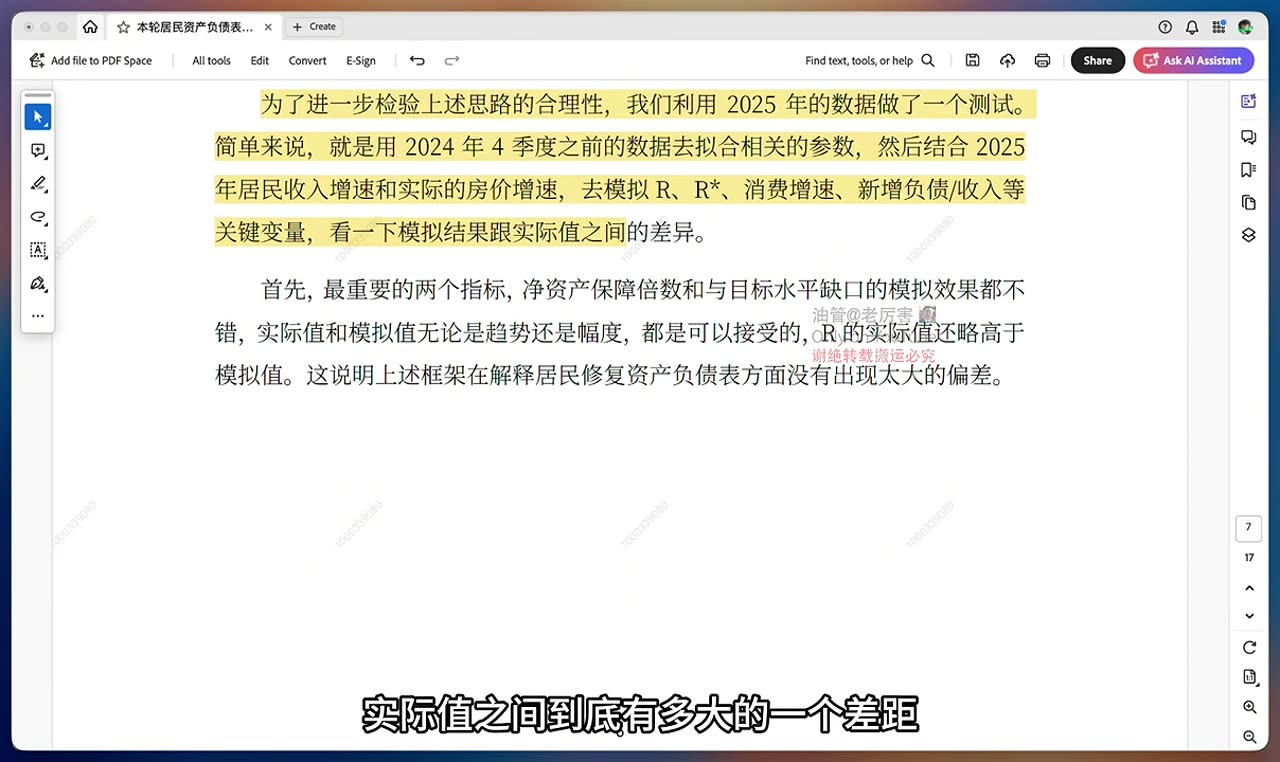 本轮居民资产负债表...
Create
Add file to PDF Space
All tools
Edit
Convert
E-Sign
Find text, tools, or help
Share
Ask AI Assistant
为了进一步检验上述思路的合理性，我们利用 2025 年的数据做了一个测试。
简单来说，就是用 2024 年 4 季度之前的数据去拟合相关的参数，然后结合 2025
年居民收入增速和实际的房价增速，去模拟 R、R*、消费增速、新增负债/收入等
关键变量，看一下模拟结果跟实际值之间的差异。
首先，最重要的两个指标，净资产保障倍数和与目标水平缺口的模拟效果都不
错，实际值和模拟值无论是趋势还是幅度，都是可以接受的，R 的实际值还略高于
模拟值。这说明上述框架在解释居民修复资产负债表方面没有出现太大的偏差。
油管@老厉害
谢绝转载搬运必究
1000339080
1000339080
1000339080
1000339080
1000339080
1000339080
1000339080
1000339080
7
17
实际值之间到底有多大的一个差距